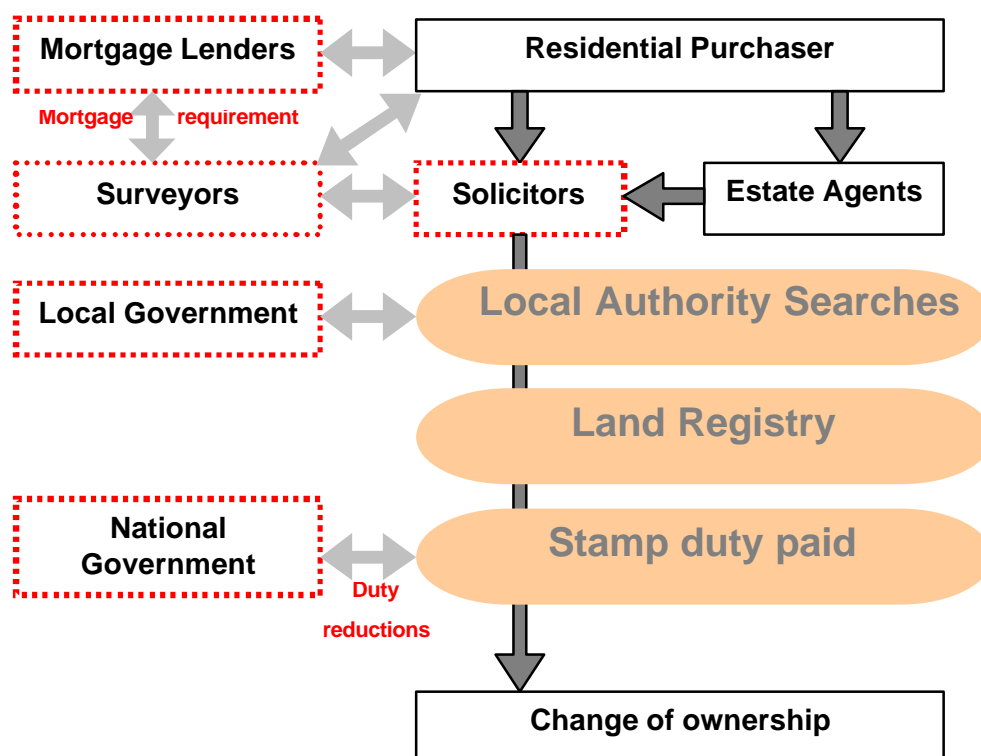 Mortgage Lenders
Residential Purchaser
Mortgage requirement
Surveyors
Solicitors
Estate Agents
Local Government
Local Authority Searches
Land Registry
National
Government
Stamp duty paid
Duty
reductions
Change of ownership